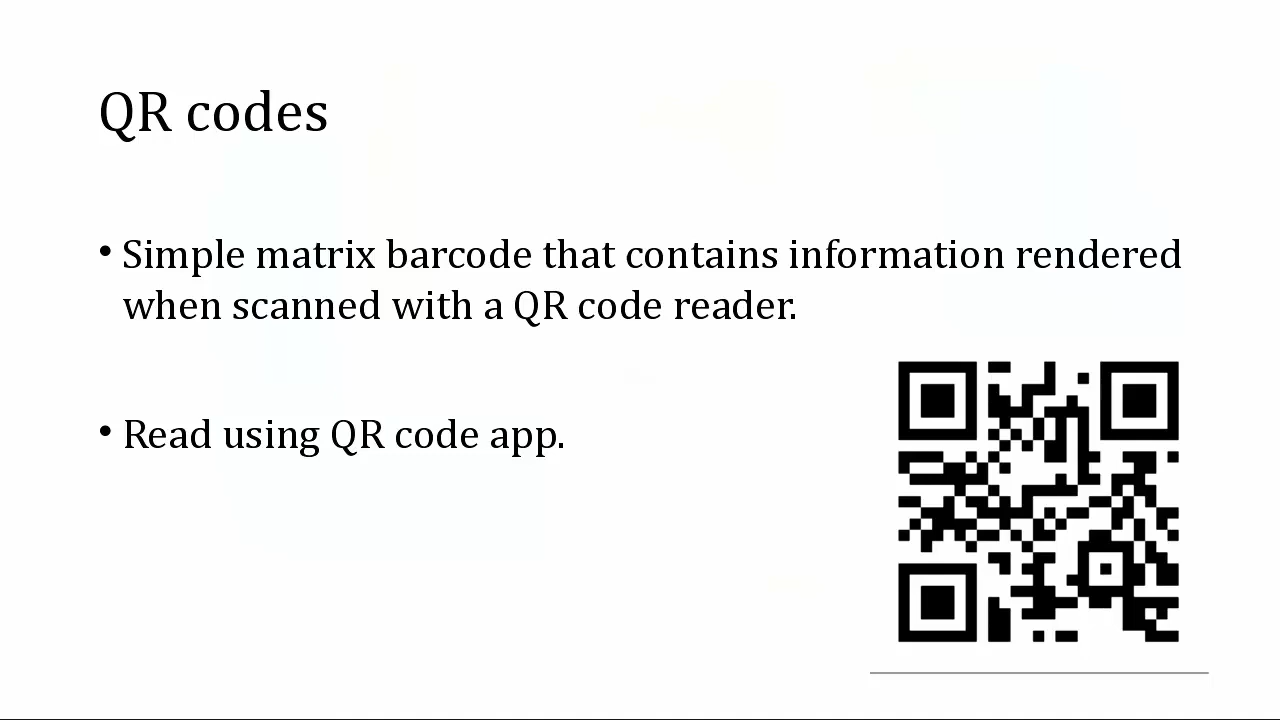 QR codes
• Simple matrix barcode that contains information rendered
when scanned with a QR code reader.
• Read using QR code app.